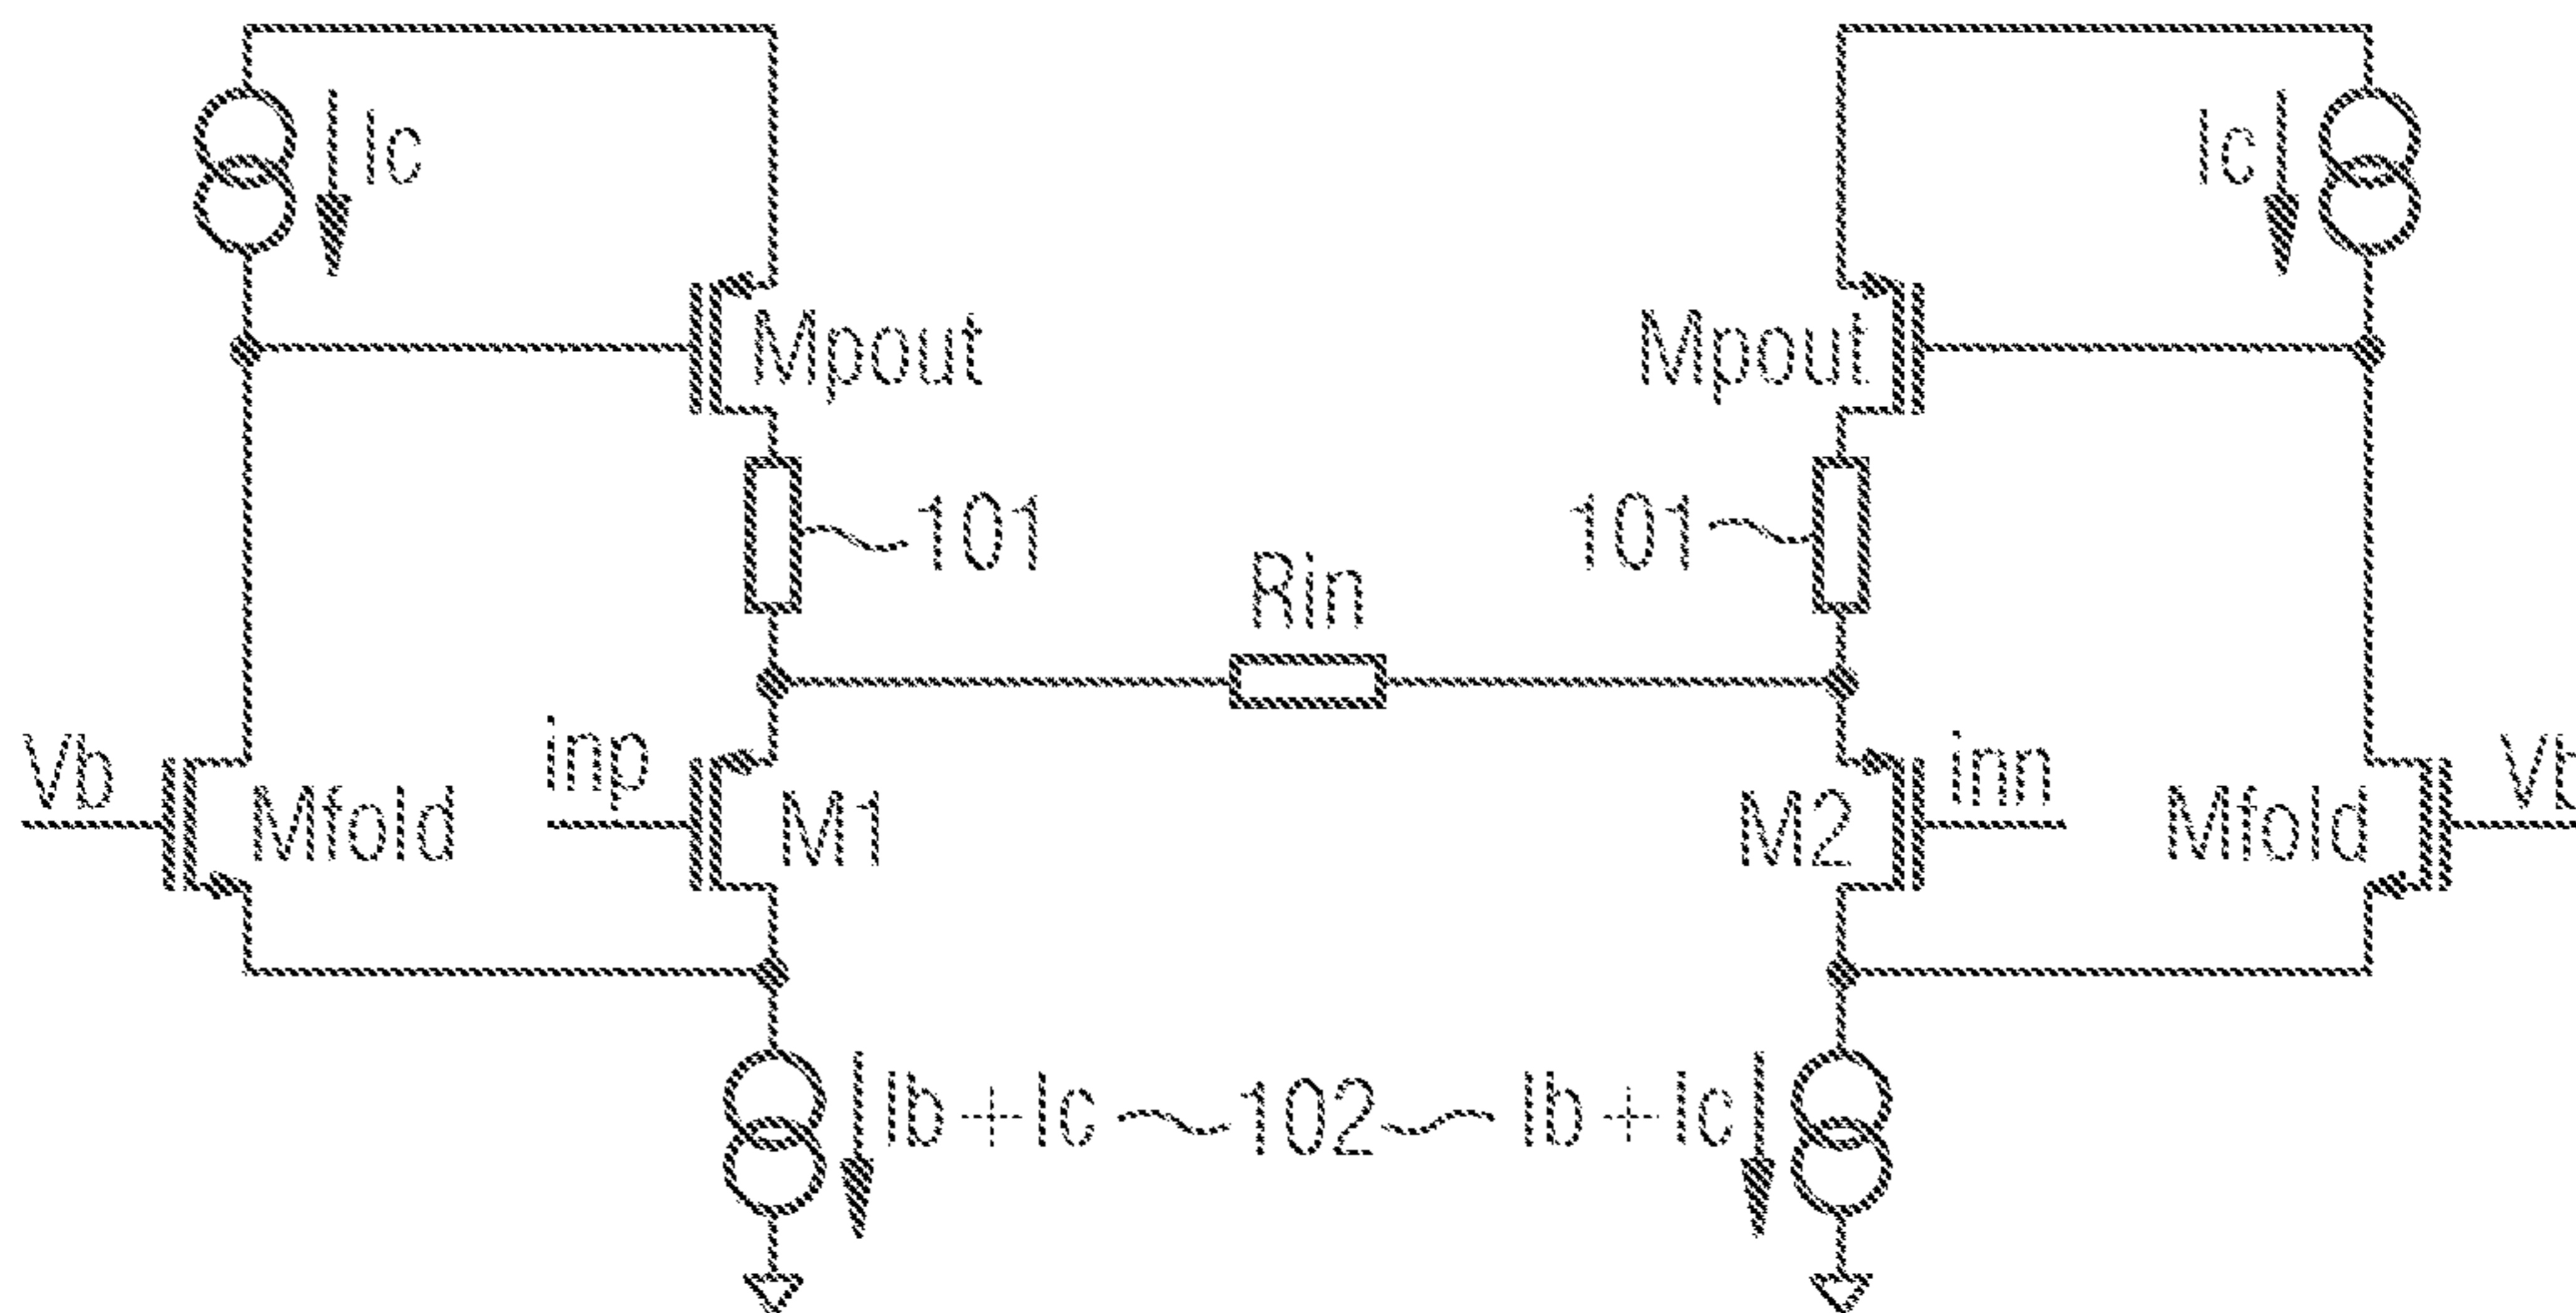 Ic Ic
Mpout Mpout
101 101
Rin
Vb inp inn Vb
Mfold M1 M2 Mfold
Ib+Ic 102 Ib+Ic